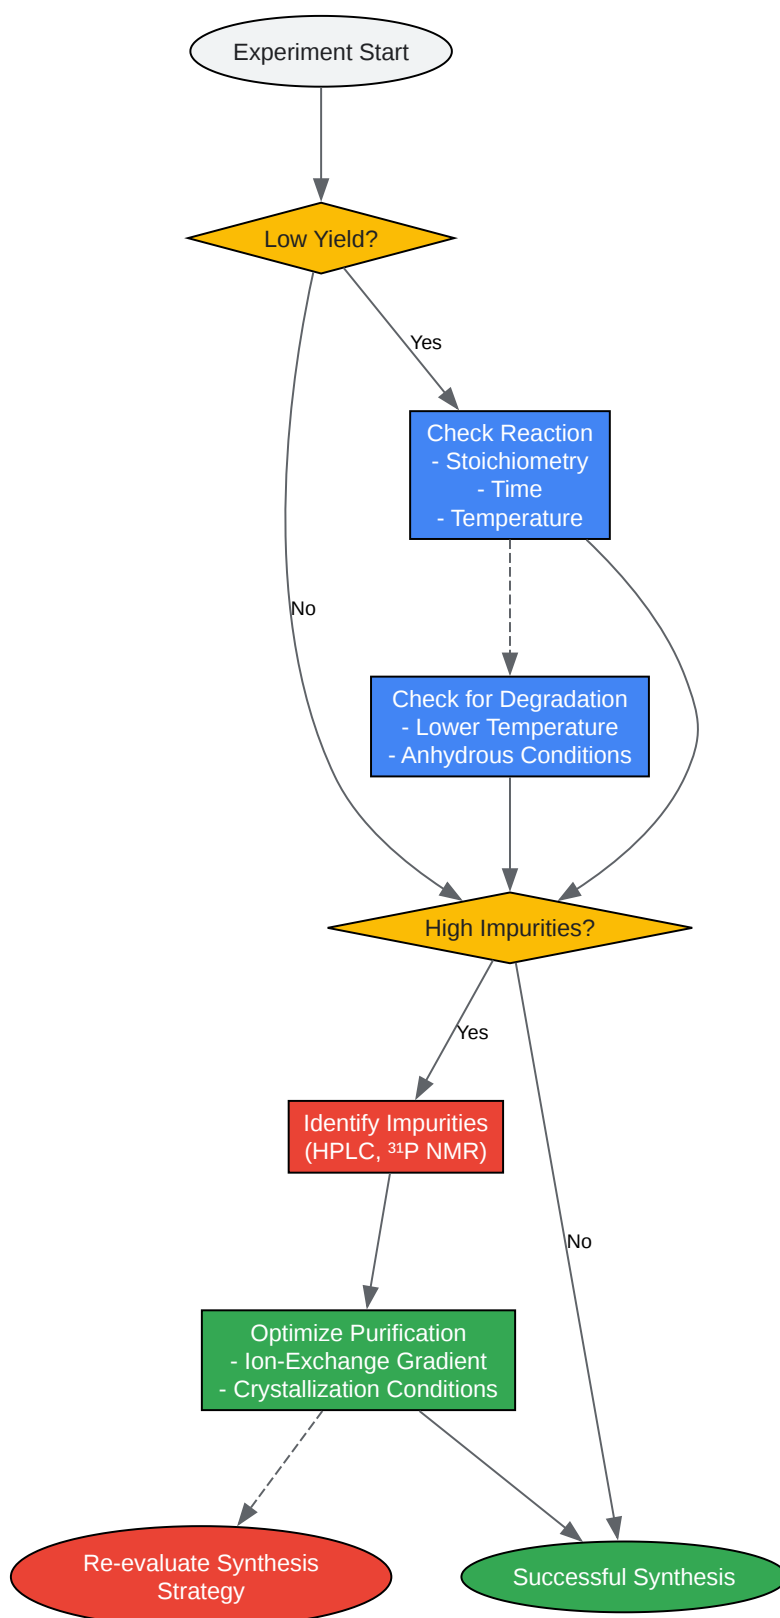 Experiment Start
Low Yield?
Yes
Check Reaction
- Stoichiometry
- Time
- Temperature
No
Check for Degradation
- Lower Temperature
- Anhydrous Conditions
High Impurities?
Yes
Identify Impurities
(HPLC, ³¹P NMR)
No
Optimize Purification
- Ion-Exchange Gradient
- Crystallization Conditions
Re-evaluate Synthesis
Strategy
Successful Synthesis